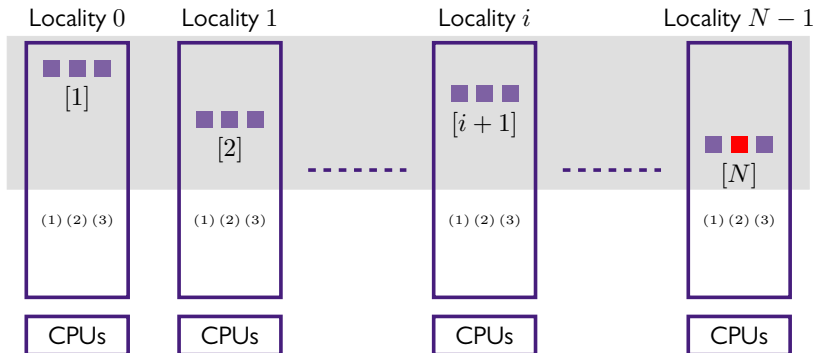 Locality 0 Locality 1 Locality i Locality N − 1
[1]
[2]
[i + 1]
[N]
(1) (2) (3) (1) (2) (3) (1) (2) (3) (1) (2) (3)
CPUs CPUs CPUs CPUs